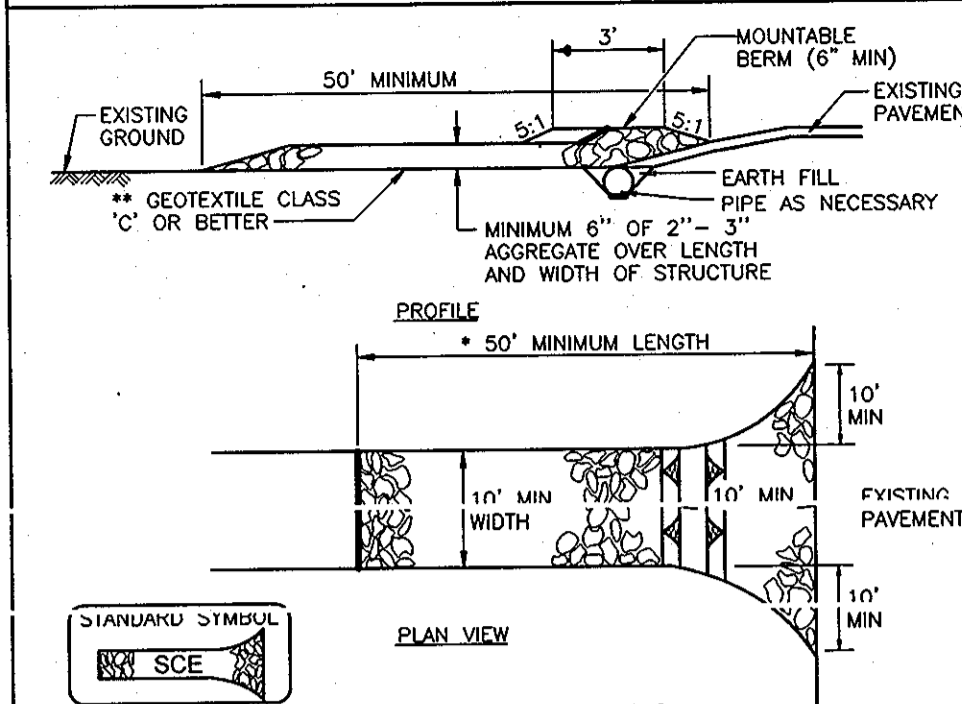 3'
MOUNTABLE
BERM (6" MIN)
50' MINIMUM
EXISTING
GROUND
5:1
5:1
EXISTING
** GEOTEXTILE CLASS
'C' OR BETTER
EARTH FILL
PIPE AS NECESSARY
MINIMUM 6" OF 2"- 3"
AGGREGATE OVER LENGTH
AND WIDTH OF STRUCTURE
PROFILE
* 50' MINIMUM LENGTH
10'
MIN
10' MIN
WIDTH
10' MIN
EXISTING
PAVEMENT
10'
MIN
STANDARD SYMBOL
SCE
PLAN VIEW